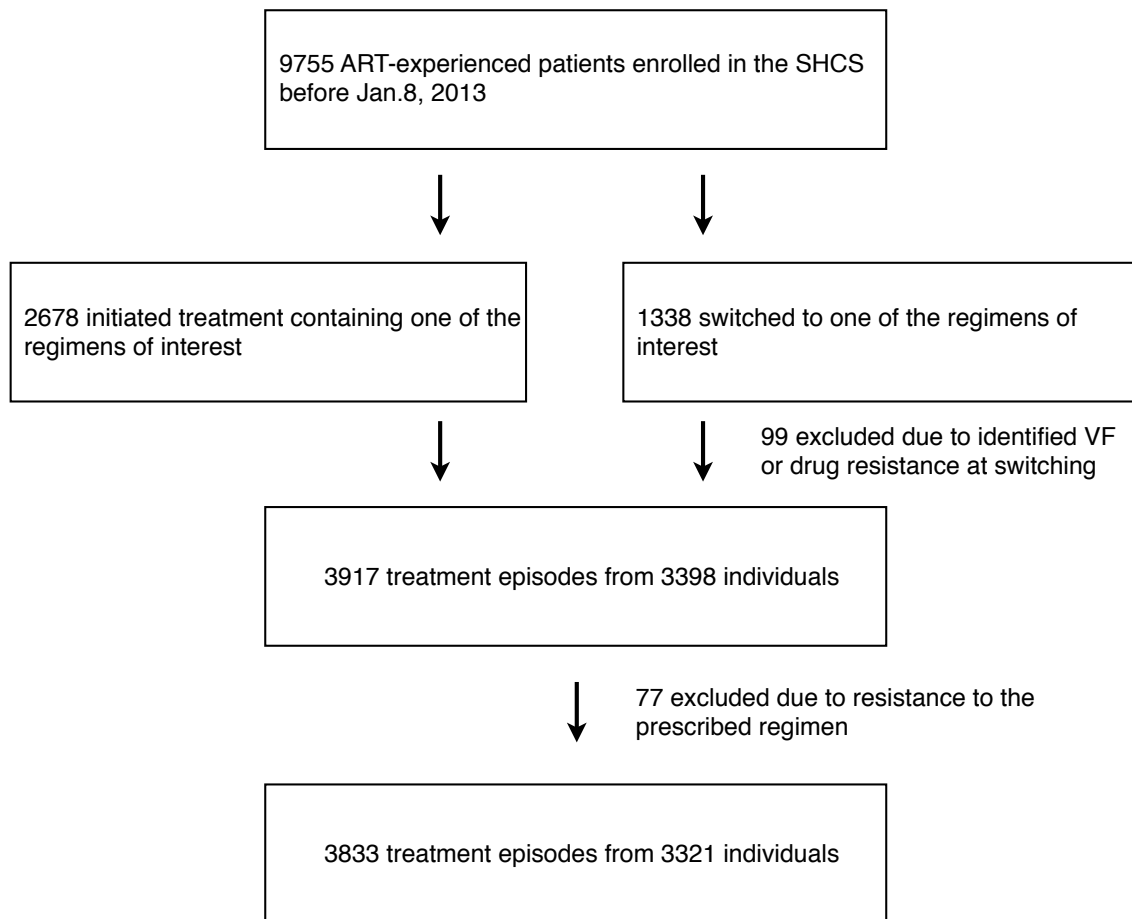 9755 ART-experienced patients enrolled in the SHCS
before Jan.8, 2013
2678 initiated treatment containing one of the
regimens of interest
1338 switched to one of the regimens of
interest
99 excluded due to identified VF
or drug resistance at switching
3917 treatment episodes from 3398 individuals
77 excluded due to resistance to the
prescribed regimen
3833 treatment episodes from 3321 individuals